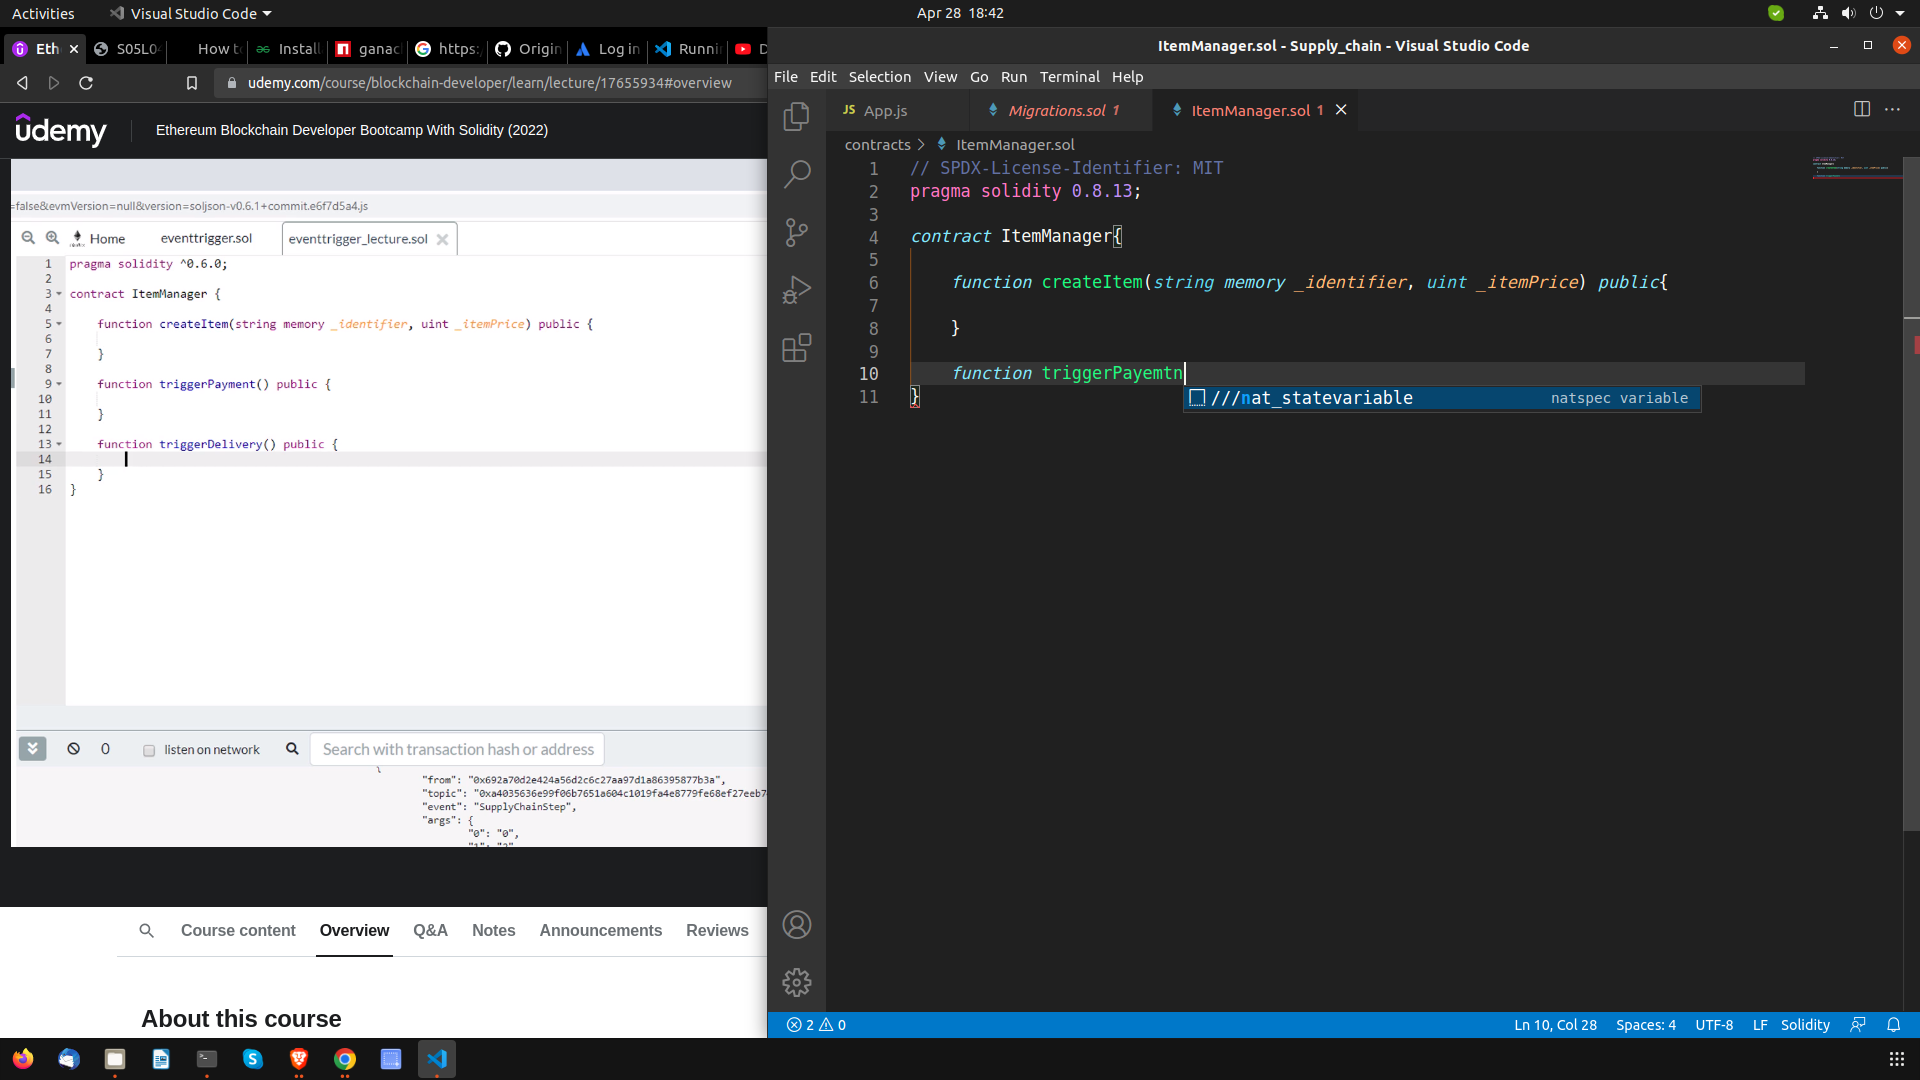 Activities
Visual Studio Code
Apr 28 18:42
Eth
S05L04
How to
Install
ganach
https:/
Origin
Log in
Runnin
D
udemy.com/course/blockchain-developer/learn/lecture/17655934#overview
ûdemy
Ethereum Blockchain Developer Bootcamp With Solidity (2022)
=false&evmVersion=null&version=soljson-v0.6.1+commit.e6f7d5a4.js
Home
eventtrigger.sol
eventtrigger_lecture.sol
1 pragma solidity ^0.6.0;
2
3 contract ItemManager {
4
5 function createItem(string memory _identifier, uint _itemPrice) public {
6
7 }
8
9 function triggerPayment() public {
10
11 }
12
13 function triggerDelivery() public {
14
15 }
16 }
0
listen on network
Search with transaction hash or address
{
"from": "0x692a70d2e424a56d2c6c27aa97d1a86395877b3a",
"topic": "0xa4035636e99f06b7651a604c1019fa4e8779fe68ef27eeb7
"event": "SupplyChainStep",
"args": {
"0": "0",
Course content
Overview
Q&A
Notes
Announcements
Reviews
About this course
ItemManager.sol - Supply_chain - Visual Studio Code
File Edit Selection View Go Run Terminal Help
JS App.js
Migrations.sol 1
ItemManager.sol 1
contracts
ItemManager.sol
1 // SPDX-License-Identifier: MIT
2 pragma solidity 0.8.13;
3
4 contract ItemManager{
5
6 function createItem(string memory _identifier, uint _itemPrice) public{
7
8 }
9
10 function triggerPayemtn
11 }
///nat_statevariable natspec variable
2 0
Ln 10, Col 28
Spaces: 4
UTF-8
LF
Solidity